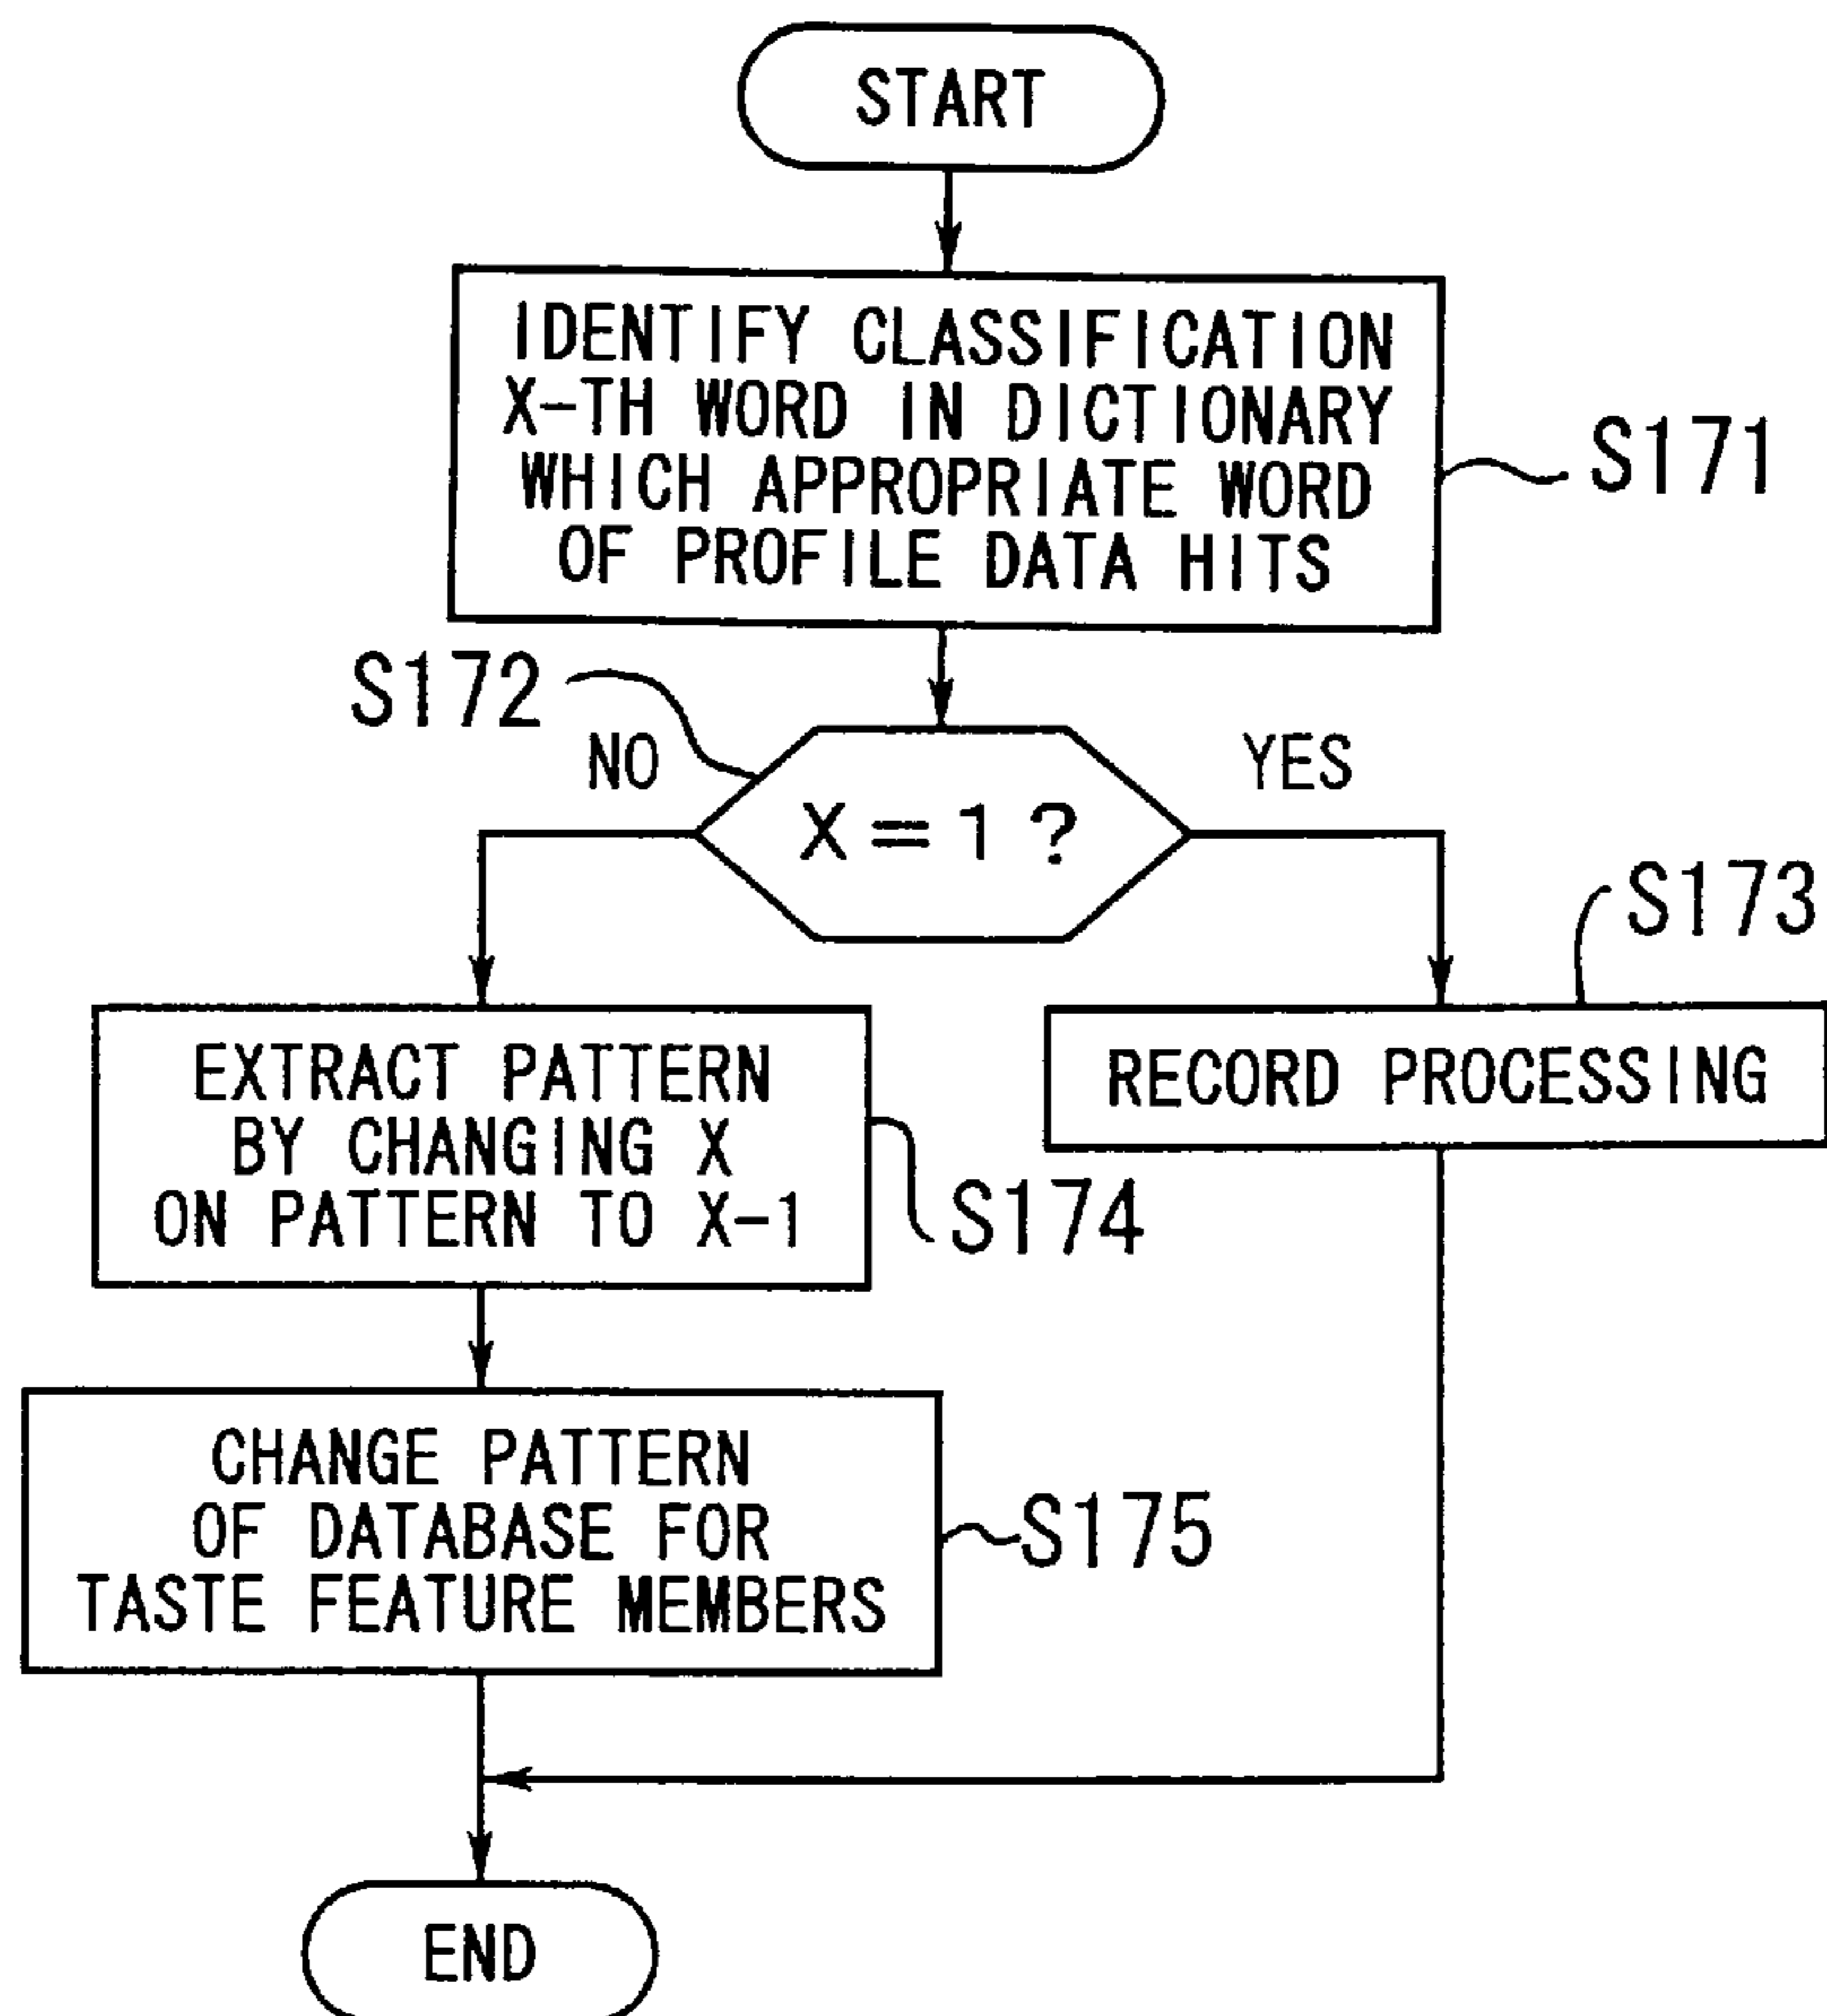 START
IDENTIFY CLASSIFICATION
X-TH WORD IN DICTIONARY
WHICH APPROPRIATE WORD
OF PROFILE DATA HITS
S171
S172
NO
YES
X=1?
S173
EXTRACT PATTERN
BY CHANGING X
ON PATTERN TO X-1
S174
RECORD PROCESSING
CHANGE PATTERN
OF DATABASE FOR
TASTE FEATURE MEMBERS
S175
END